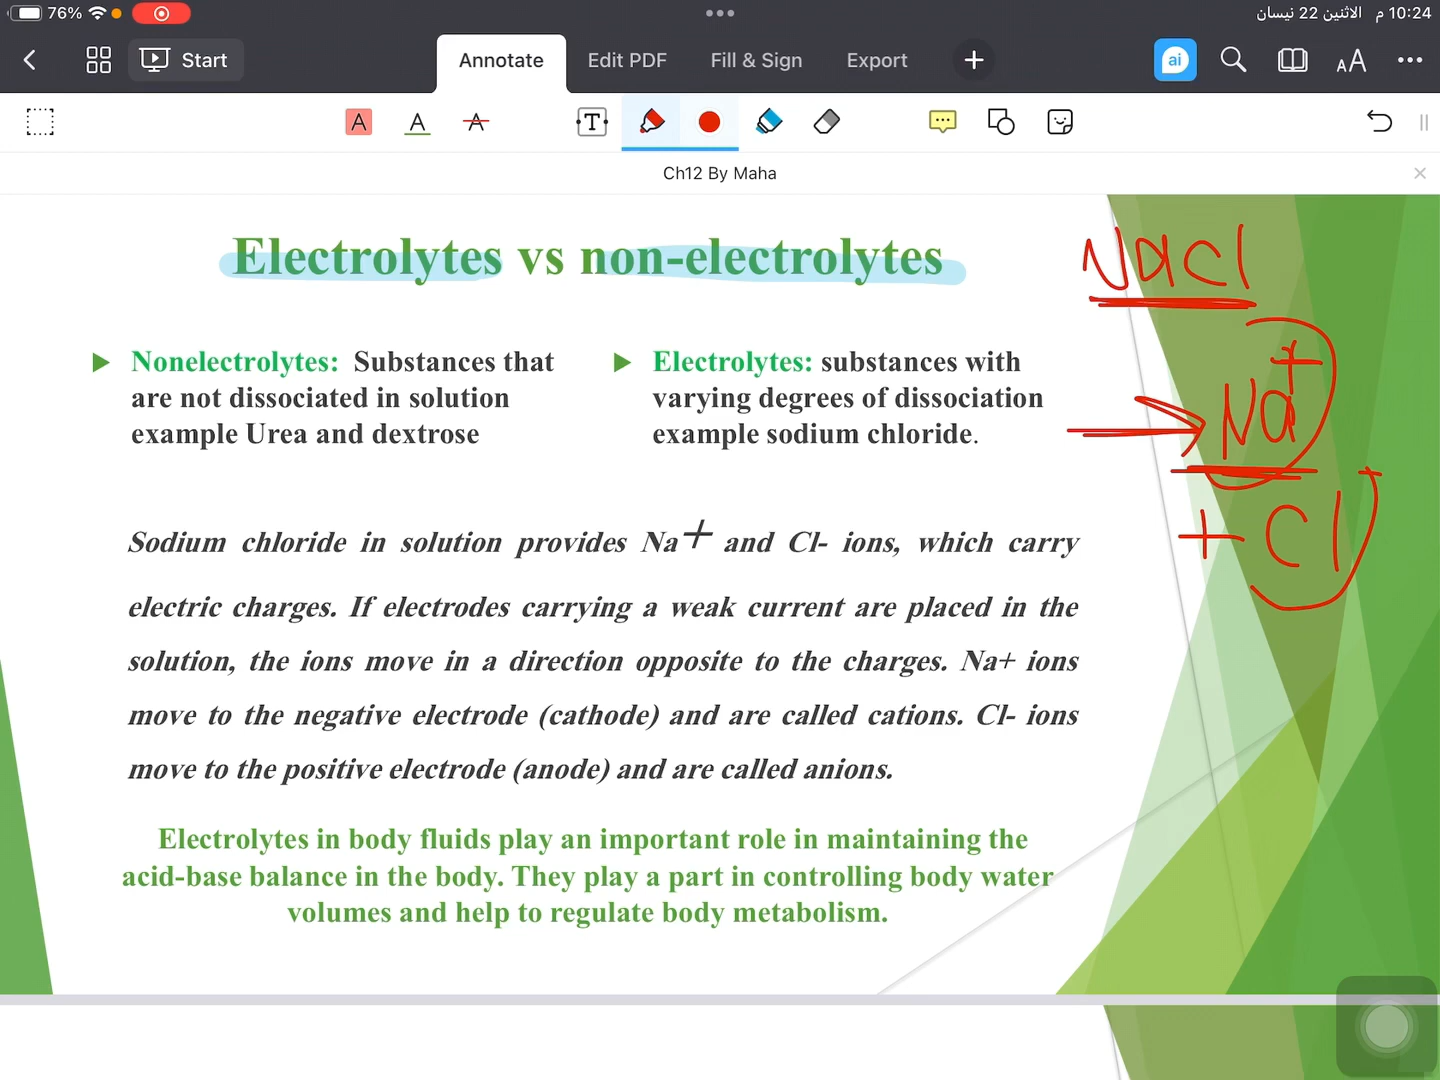 76%
10:24 م الاثنين 22 نيسان
Start
Annotate
Edit PDF
Fill & Sign
Export
ai
AA
A
A
A
T
Ch12 By Maha
Electrolytes vs non-electrolytes
Nonelectrolytes: Substances that
are not dissociated in solution
example Urea and dextrose
Electrolytes: substances with
varying degrees of dissociation
example sodium chloride.
Sodium chloride in solution provides Na+ and Cl- ions, which carry
electric charges. If electrodes carrying a weak current are placed in the
solution, the ions move in a direction opposite to the charges. Na+ ions
move to the negative electrode (cathode) and are called cations. Cl- ions
move to the positive electrode (anode) and are called anions.
Electrolytes in body fluids play an important role in maintaining the
acid-base balance in the body. They play a part in controlling body water
volumes and help to regulate body metabolism.
NaCl
Na+
+ Cl-